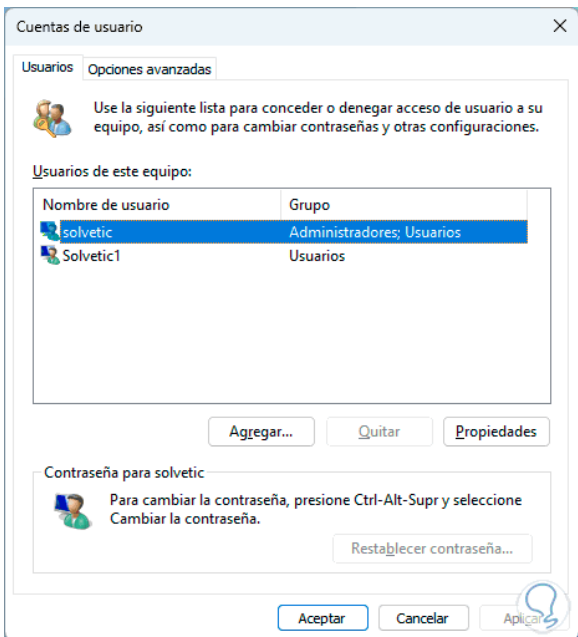 Cuentas de usuario
Usuarios Opciones avanzadas
Use la siguiente lista para conceder o denegar acceso de usuario a su
equipo, así como para cambiar contraseñas y otras configuraciones.
Usuarios de este equipo:
Nombre de usuario Grupo
solvetic Administradores; Usuarios
Solvetic1 Usuarios
Agregar... Quitar Propiedades
Contraseña para solvetic
Para cambiar la contraseña, presione Ctrl-Alt-Supr y seleccione
Cambiar la contraseña.
Restablecer contraseña...
Aceptar Cancelar Aplicar